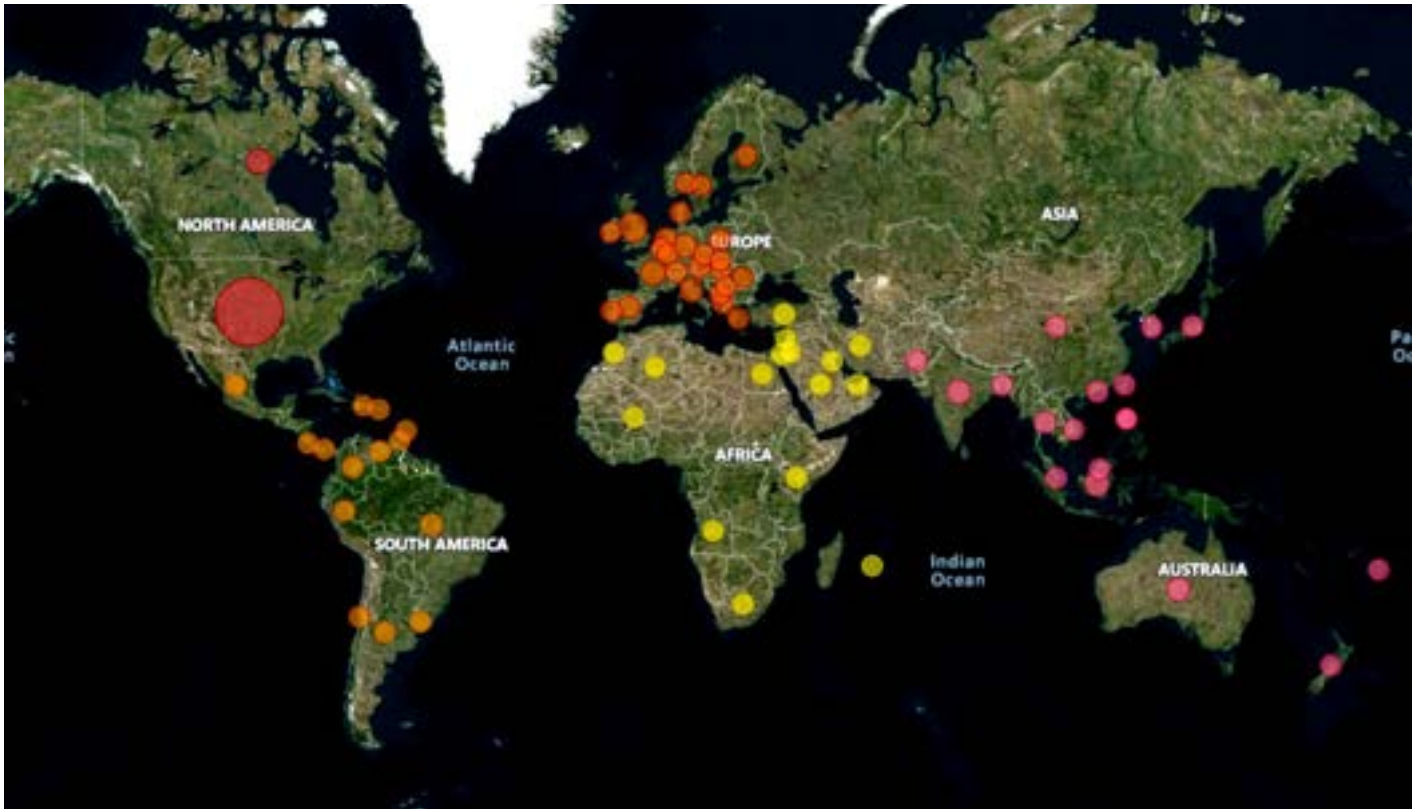 NORTH AMERICA
ASIA
EUROPE
Atlantic
Ocean
AFRICA
SOUTH AMERICA
Indian
Ocean
AUSTRALIA